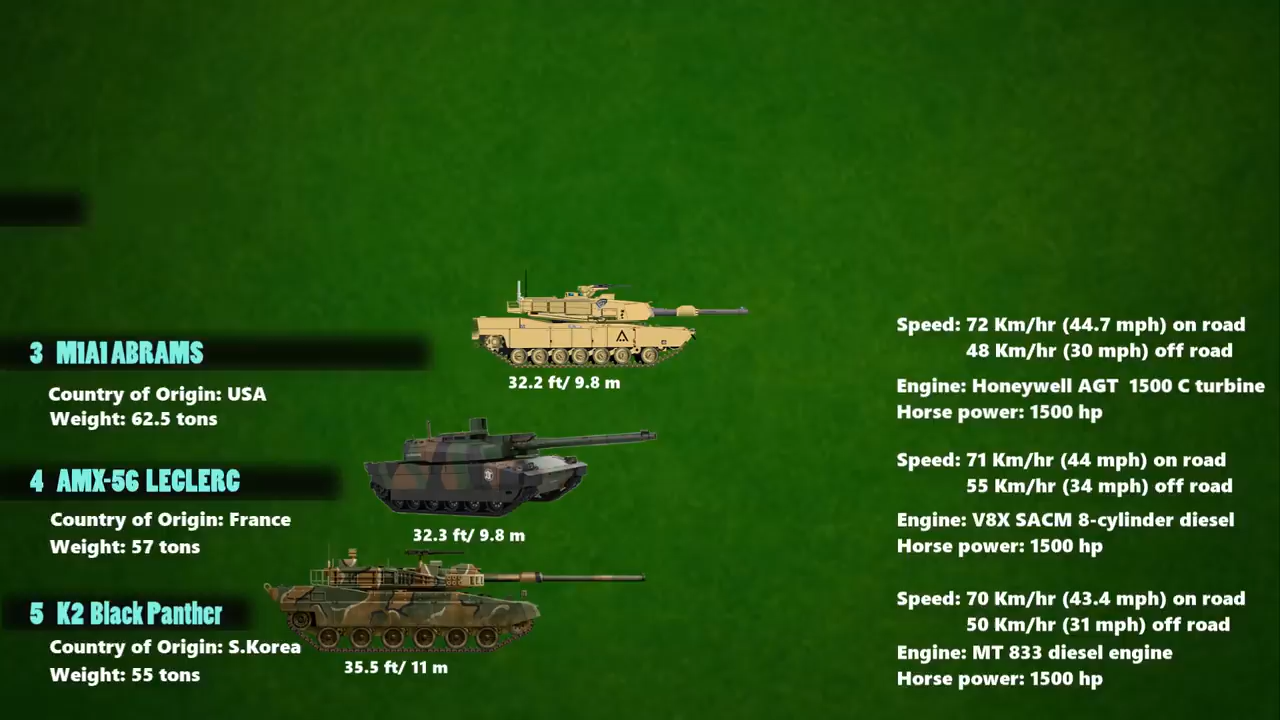 3 M1A1 ABRAMS
Country of Origin: USA
Weight: 62.5 tons
32.2 ft/ 9.8 m
Speed: 72 Km/hr (44.7 mph) on road
48 Km/hr (30 mph) off road
Engine: Honeywell AGT 1500 C turbine
Horse power: 1500 hp
4 AMX-56 LECLERC
Country of Origin: France
Weight: 57 tons
32.3 ft/ 9.8 m
Speed: 71 Km/hr (44 mph) on road
55 Km/hr (34 mph) off road
Engine: V8X SACM 8-cylinder diesel
Horse power: 1500 hp
5 K2 Black Panther
Country of Origin: S.Korea
Weight: 55 tons
35.5 ft/ 11 m
Speed: 70 Km/hr (43.4 mph) on road
50 Km/hr (31 mph) off road
Engine: MT 833 diesel engine
Horse power: 1500 hp